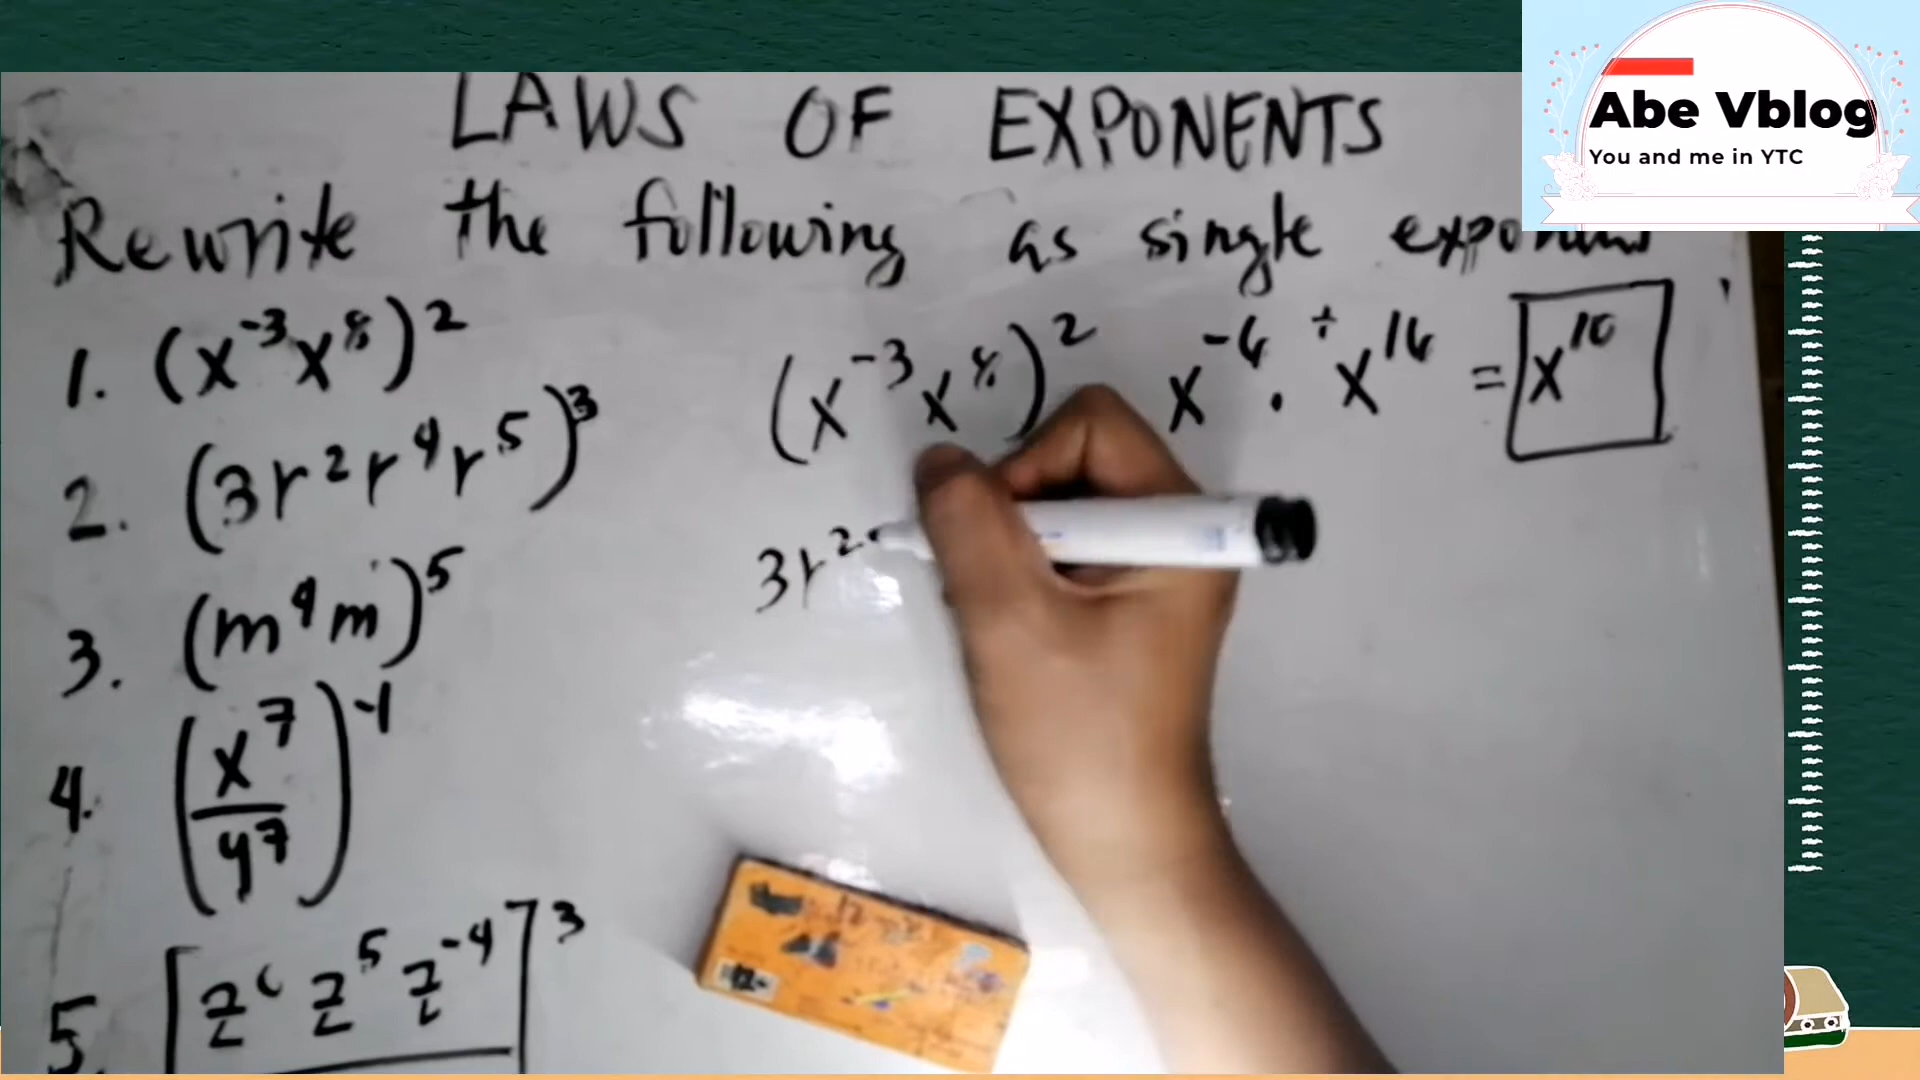 LAWS OF EXPONENTS
Abe Vblog
You and me in YTC
Rewrite the following as single
1. (x⁻³x⁸)²
(x⁻³x⁸)² x⁻⁶ · ⁺ x¹⁶ = x¹⁰
2. (3r²r⁴r⁵)³
3r²·
3. (m⁴m)⁵
4. (x⁷/y⁷)⁻¹
5. [z⁶ z⁵ z⁻⁴]³